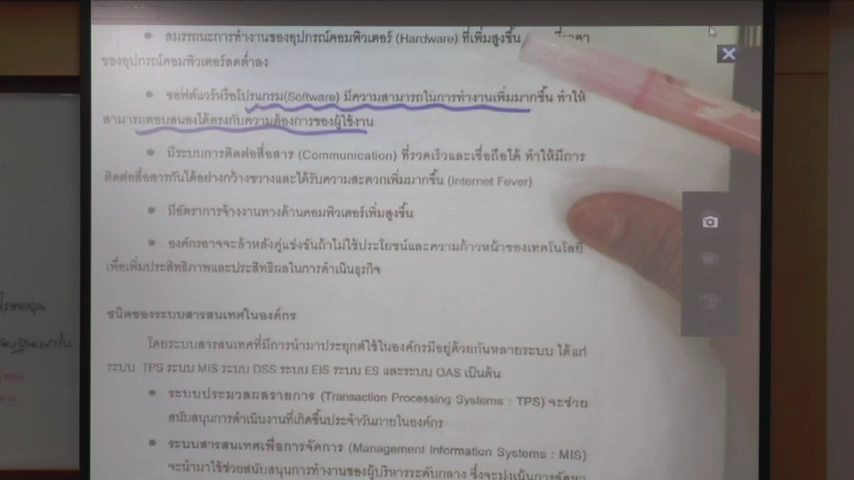 • สมรรถนะการทำงานของอุปกรณ์คอมพิวเตอร์ (Hardware) ที่เพิ่มสูงขึ้น
ของอุปกรณ์คอมพิวเตอร์ลดต่ำลง
• ซอฟต์แวร์หรือโปรแกรม(Software) มีความสามารถในการทำงานเพิ่มมากขึ้น ทำให้
สามารถตอบสนองได้ตรงกับความต้องการของผู้ใช้งาน
• มีระบบการติดต่อสื่อสาร (Communication) ที่รวดเร็วและเชื่อถือได้ ทำให้มีการ
ติดต่อสื่อสารกันได้อย่างกว้างขวางและได้รับความสะดวกเพิ่มมากขึ้น (Internet Fever)
• มีอัตราการจ้างงานทางด้านคอมพิวเตอร์เพิ่มสูงขึ้น
• องค์กรอาจจะล้าหลังคู่แข่งขันถ้าไม่ใช้ประโยชน์และความก้าวหน้าของเทคโนโลยี
เพื่อเพิ่มประสิทธิภาพและประสิทธิผลในการดำเนินธุรกิจ
ชนิดของระบบสารสนเทศในองค์กร
โดยระบบสารสนเทศที่มีการนำมาประยุกต์ใช้ในองค์กรมีอยู่ด้วยกันหลายระบบ ได้แก่
ระบบ TPS ระบบ MIS ระบบ DSS ระบบ EIS ระบบ ES และระบบ OAS เป็นต้น
• ระบบประมวลผลรายการ (Transaction Processing Systems : TPS) จะช่วย
สนับสนุนการดำเนินงานที่เกิดขึ้นประจำวันภายในองค์กร
• ระบบสารสนเทศเพื่อการจัดการ (Management Information Systems : MIS)
จะนำมาใช้ช่วยสนับสนุนการทำงานของผู้บริหารระดับกลาง ซึ่งจะมุ่งเน้นการจัดหา